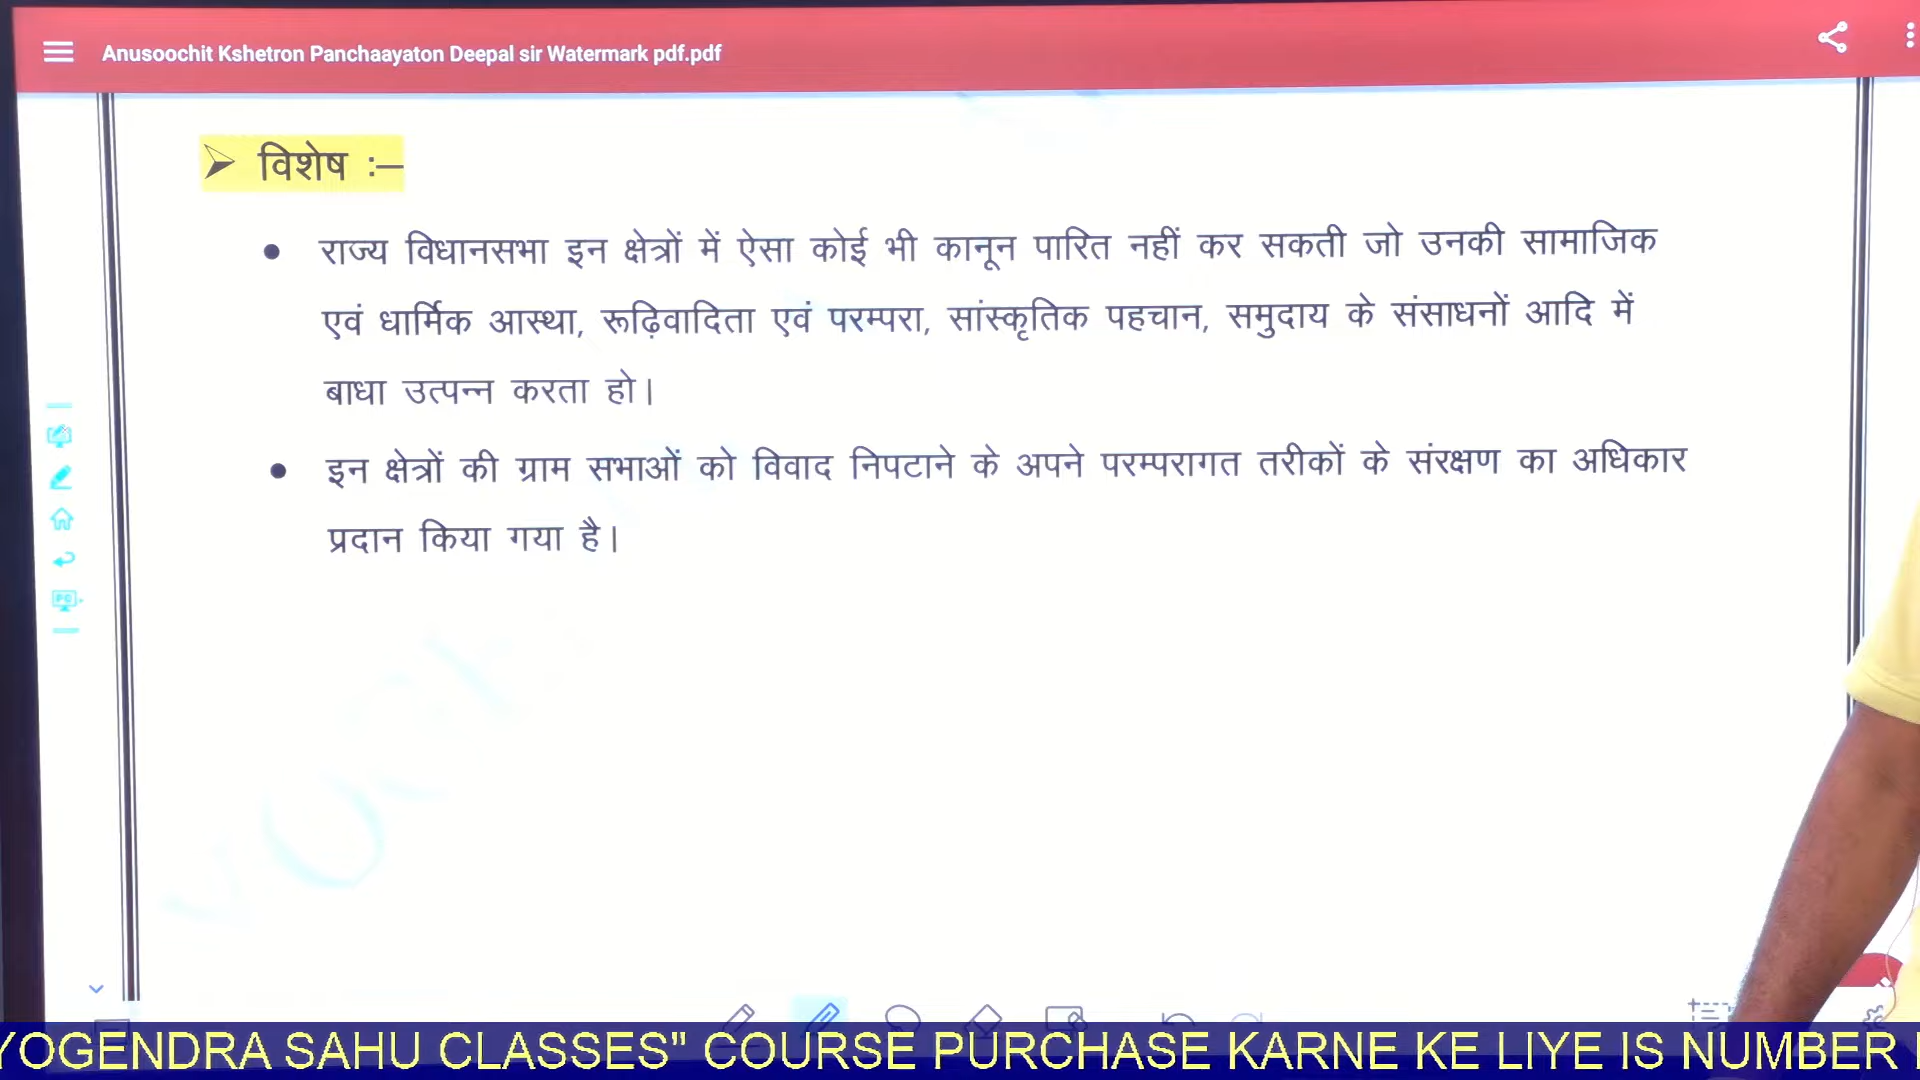 Anusoochit Kshetron Panchaayaton Deepal sir Watermark pdf.pdf
➤ विशेष :–
• राज्य विधानसभा इन क्षेत्रों में ऐसा कोई भी कानून पारित नहीं कर सकती जो उनकी सामाजिक
एवं धार्मिक आस्था, रूढ़िवादिता एवं परम्परा, सांस्कृतिक पहचान, समुदाय के संसाधनों आदि में
बाधा उत्पन्न करता हो।
• इन क्षेत्रों की ग्राम सभाओं को विवाद निपटाने के अपने परम्परागत तरीकों के संरक्षण का अधिकार
प्रदान किया गया है।
YOGENDRA SAHU CLASSES" COURSE PURCHASE KARNE KE LIYE IS NUMBER